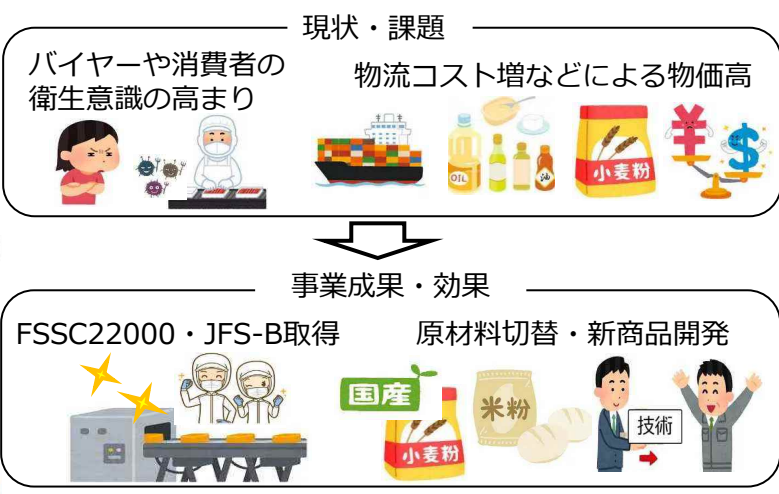 現状・課題
バイヤーや消費者の
衛生意識の高まり
物流コスト増などによる物価高
OIL
油
小麦粉
¥
$
事業成果・効果
FSSC22000・JFS-B取得
原材料切替・新商品開発
国産
小麦粉
米粉
技術